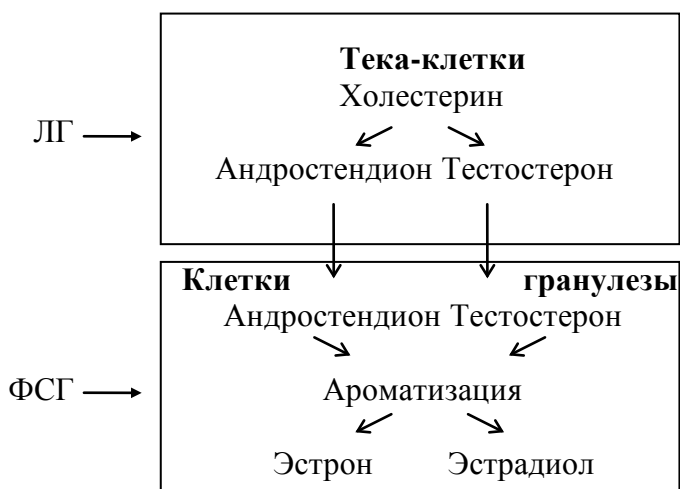 Тека-клетки
Холестерин
ЛГ
Андростендион Тестостерон
Клетки гранулезы
Андростендион Тестостерон
ФСГ
Ароматизация
Эстрон Эстрадиол